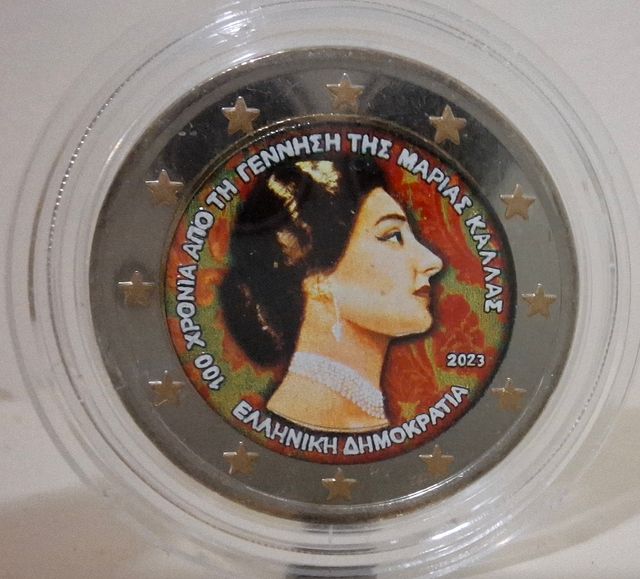 100 ΧΡΟΝΙΑ ΑΠΟ ΤΗ ΓΕΝΝΗΣΗ ΤΗΣ ΜΑΡΙΑΣ ΚΑΛΛΑΣ
2023
ΕΛΛΗΝΙΚΗ ΔΗΜΟΚΡΑΤΙΑ